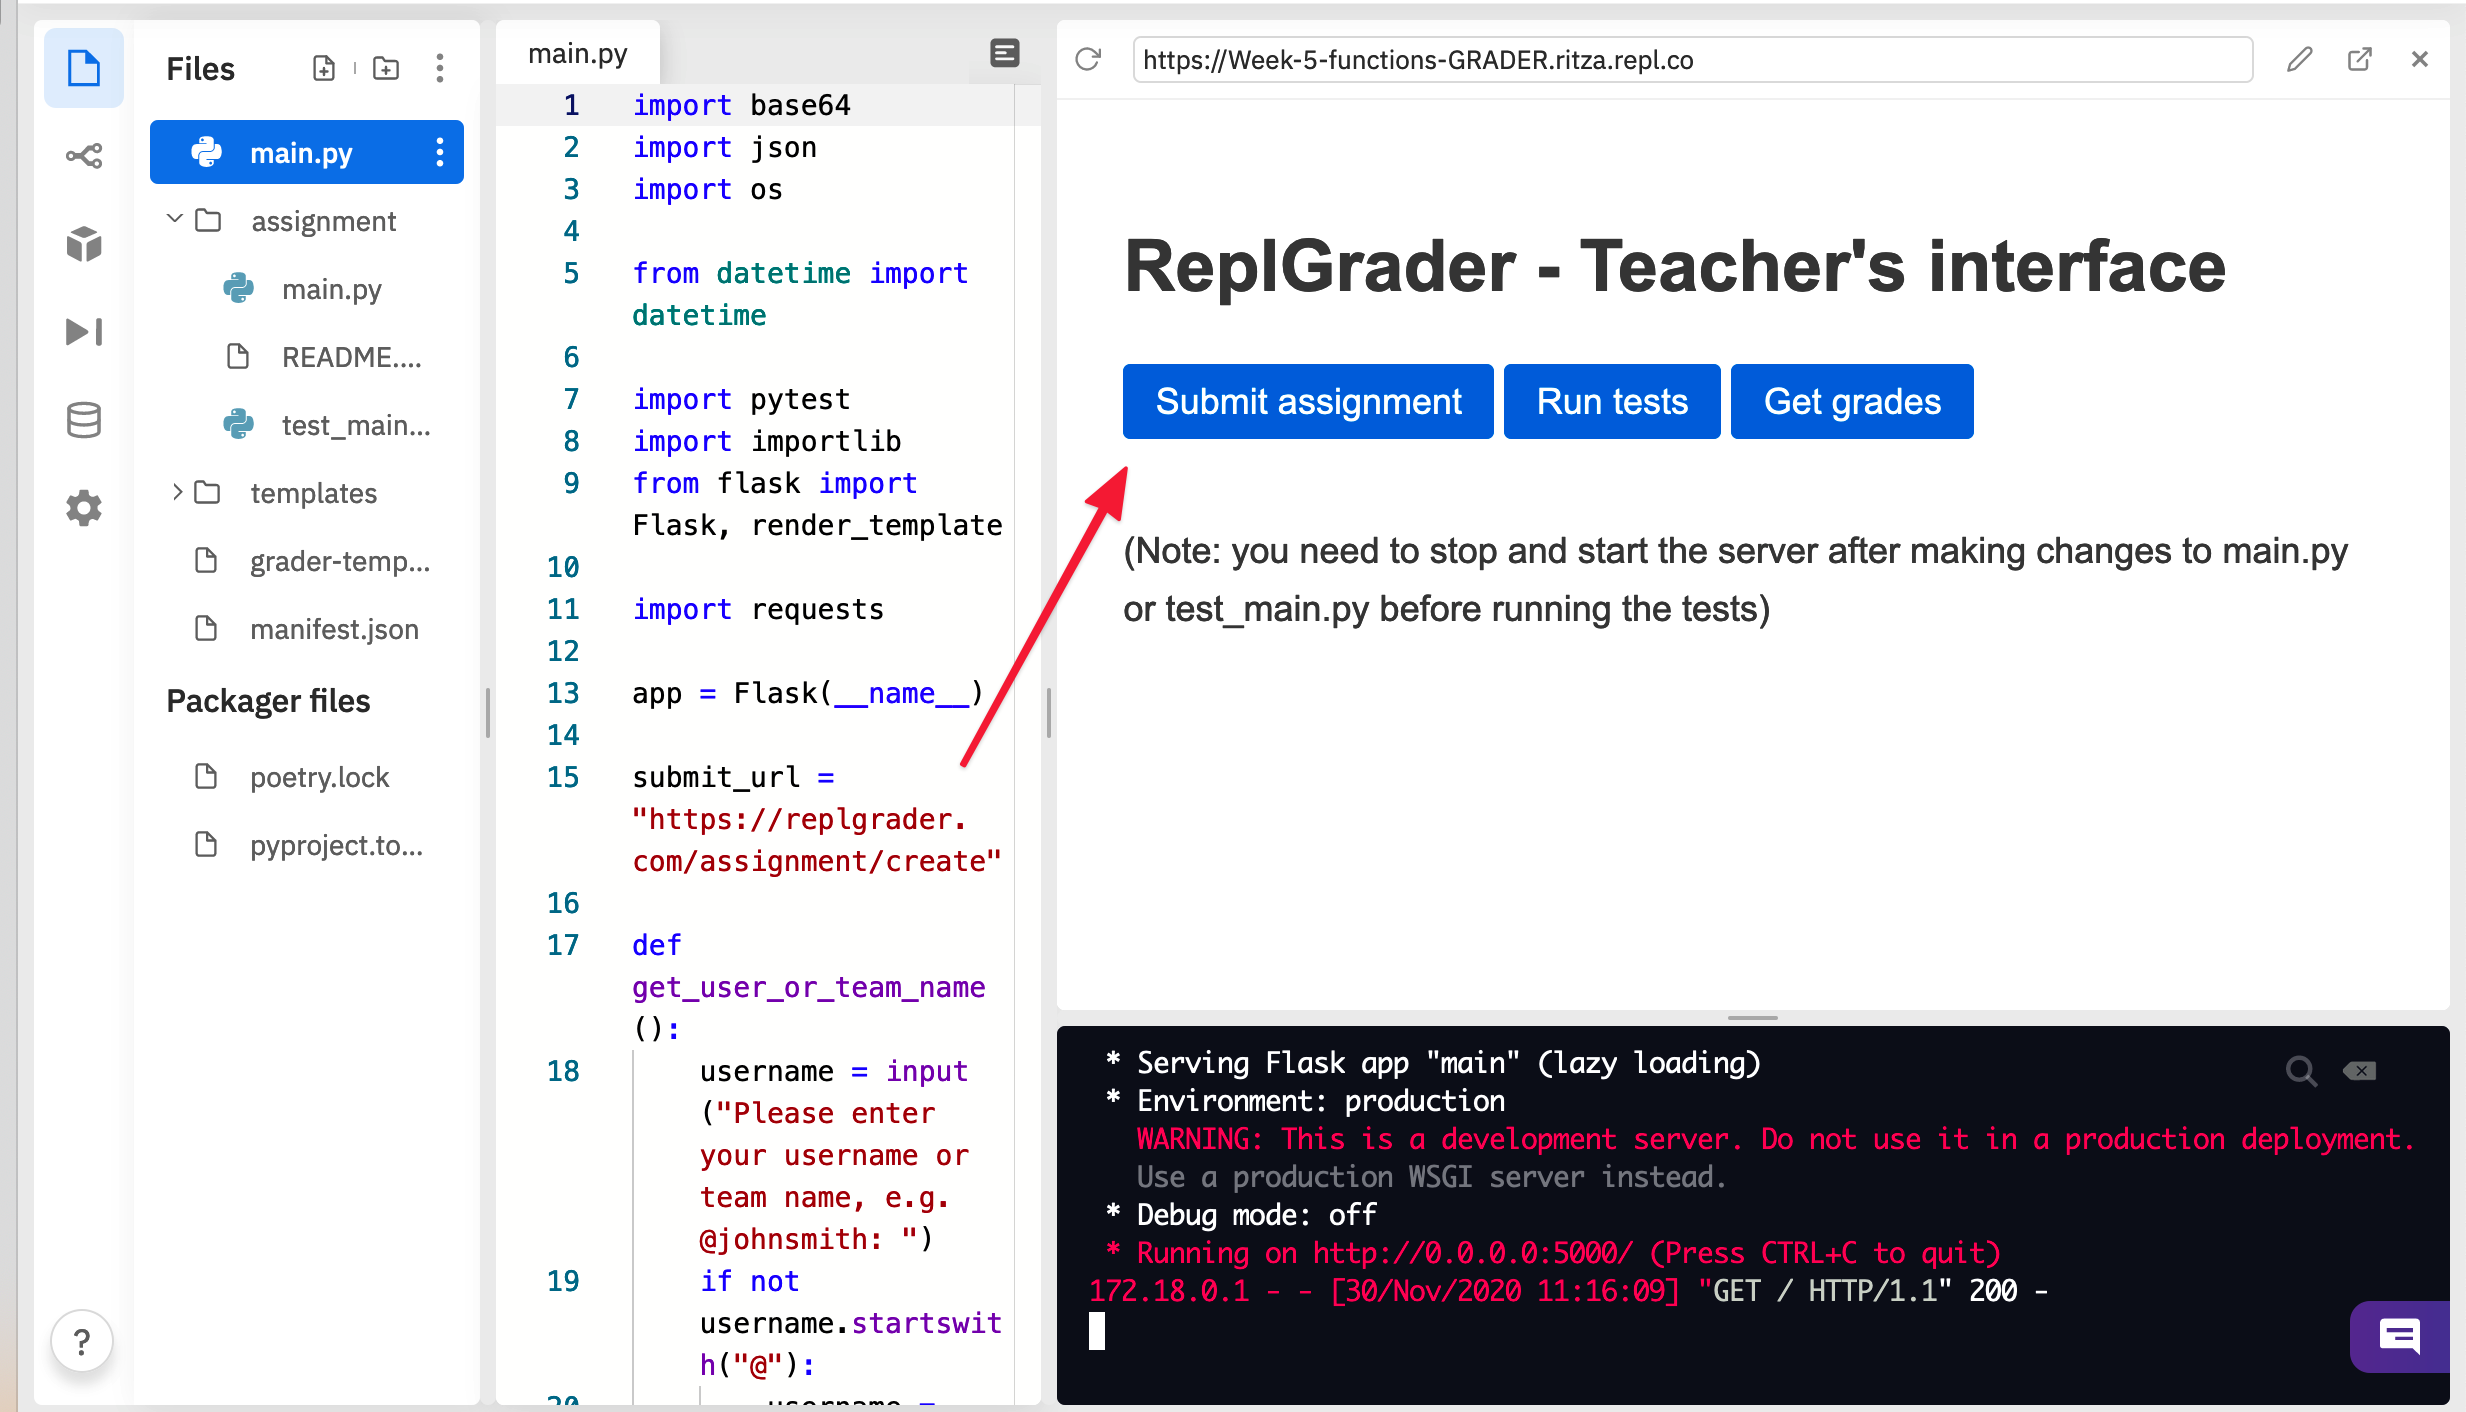 Files
main.py
assignment
main.py
README....
test_main...
templates
grader-temp...
manifest.json
Packager files
poetry.lock
pyproject.to...
?
main.py
1 import base64
2 import json
3 import os
4
5 from datetime import
datetime
6
7 import pytest
8 import importlib
9 from flask import
Flask, render_template
10
11 import requests
12
13 app = Flask(__name__)
14
15 submit_url =
"https://replgrader.
com/assignment/create"
16
17 def
get_user_or_team_name
():
18 username = input
("Please enter
your username or
team name, e.g.
@johnsmith: ")
19 if not
username.startswit
h("@"):
20 username =
https://Week-5-functions-GRADER.ritza.repl.co
ReplGrader - Teacher's interface
Submit assignment Run tests Get grades
(Note: you need to stop and start the server after making changes to main.py
or test_main.py before running the tests)
* Serving Flask app "main" (lazy loading)
* Environment: production
WARNING: This is a development server. Do not use it in a production deployment.
Use a production WSGI server instead.
* Debug mode: off
* Running on http://0.0.0.0:5000/ (Press CTRL+C to quit)
172.18.0.1 - - [30/Nov/2020 11:16:09] "GET / HTTP/1.1" 200 -